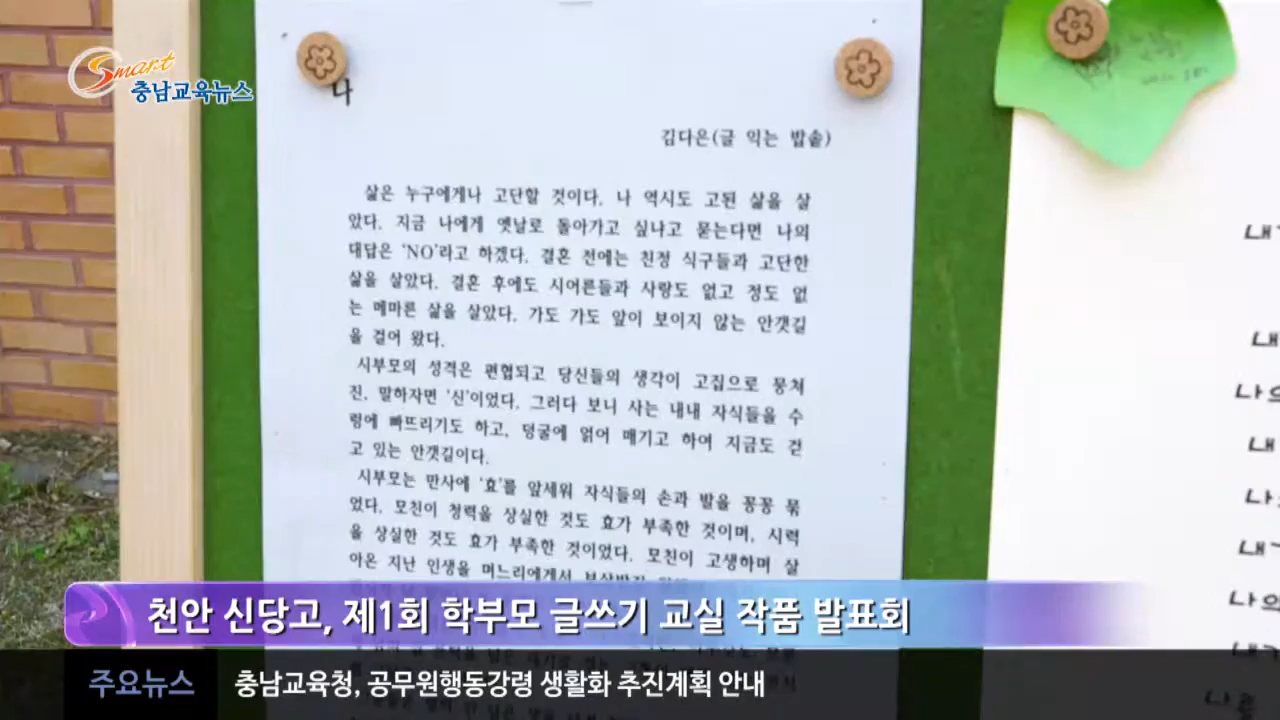 Smart
충남교육뉴스
나
김다은(글 익는 밥솥)
삶은 누구에게나 고단할 것이다. 나 역시도 고된 삶을 살
았다. 지금 나에게 옛날로 돌아가고 싶냐고 묻는다면 나의
대답은 'NO'라고 하겠다. 결혼 전에는 친정 식구들과 고단한
삶을 살았다. 결혼 후에도 시어른들과 사랑도 없고 정도 없
는 메마른 삶을 살았다. 가도 가도 앞이 보이지 않는 안갯길
을 걸어 왔다.
시부모의 성격은 편협되고 당신들의 생각이 고집으로 뭉쳐
진, 말하자면 '신'이었다. 그러다 보니 사는 내내 자식들을 수
렁에 빠뜨리기도 하고, 덩굴에 얽어 매기고 하여 지금도 걷
고 있는 안갯길이다.
시부모는 만사에 '효'를 앞세워 자식들의 손과 발을 꽁꽁 묶
었다. 모친이 청력을 상실한 것도 효가 부족한 것이며, 시력
을 상실한 것도 효가 부족한 것이었다. 모친이 고생하며 살
아온 지난 인생을 며느리에게서
내
나의
내
나
내
나의
나를
천안 신당고, 제1회 학부모 글쓰기 교실 작품 발표회
주요뉴스
충남교육청, 공무원행동강령 생활화 추진계획 안내